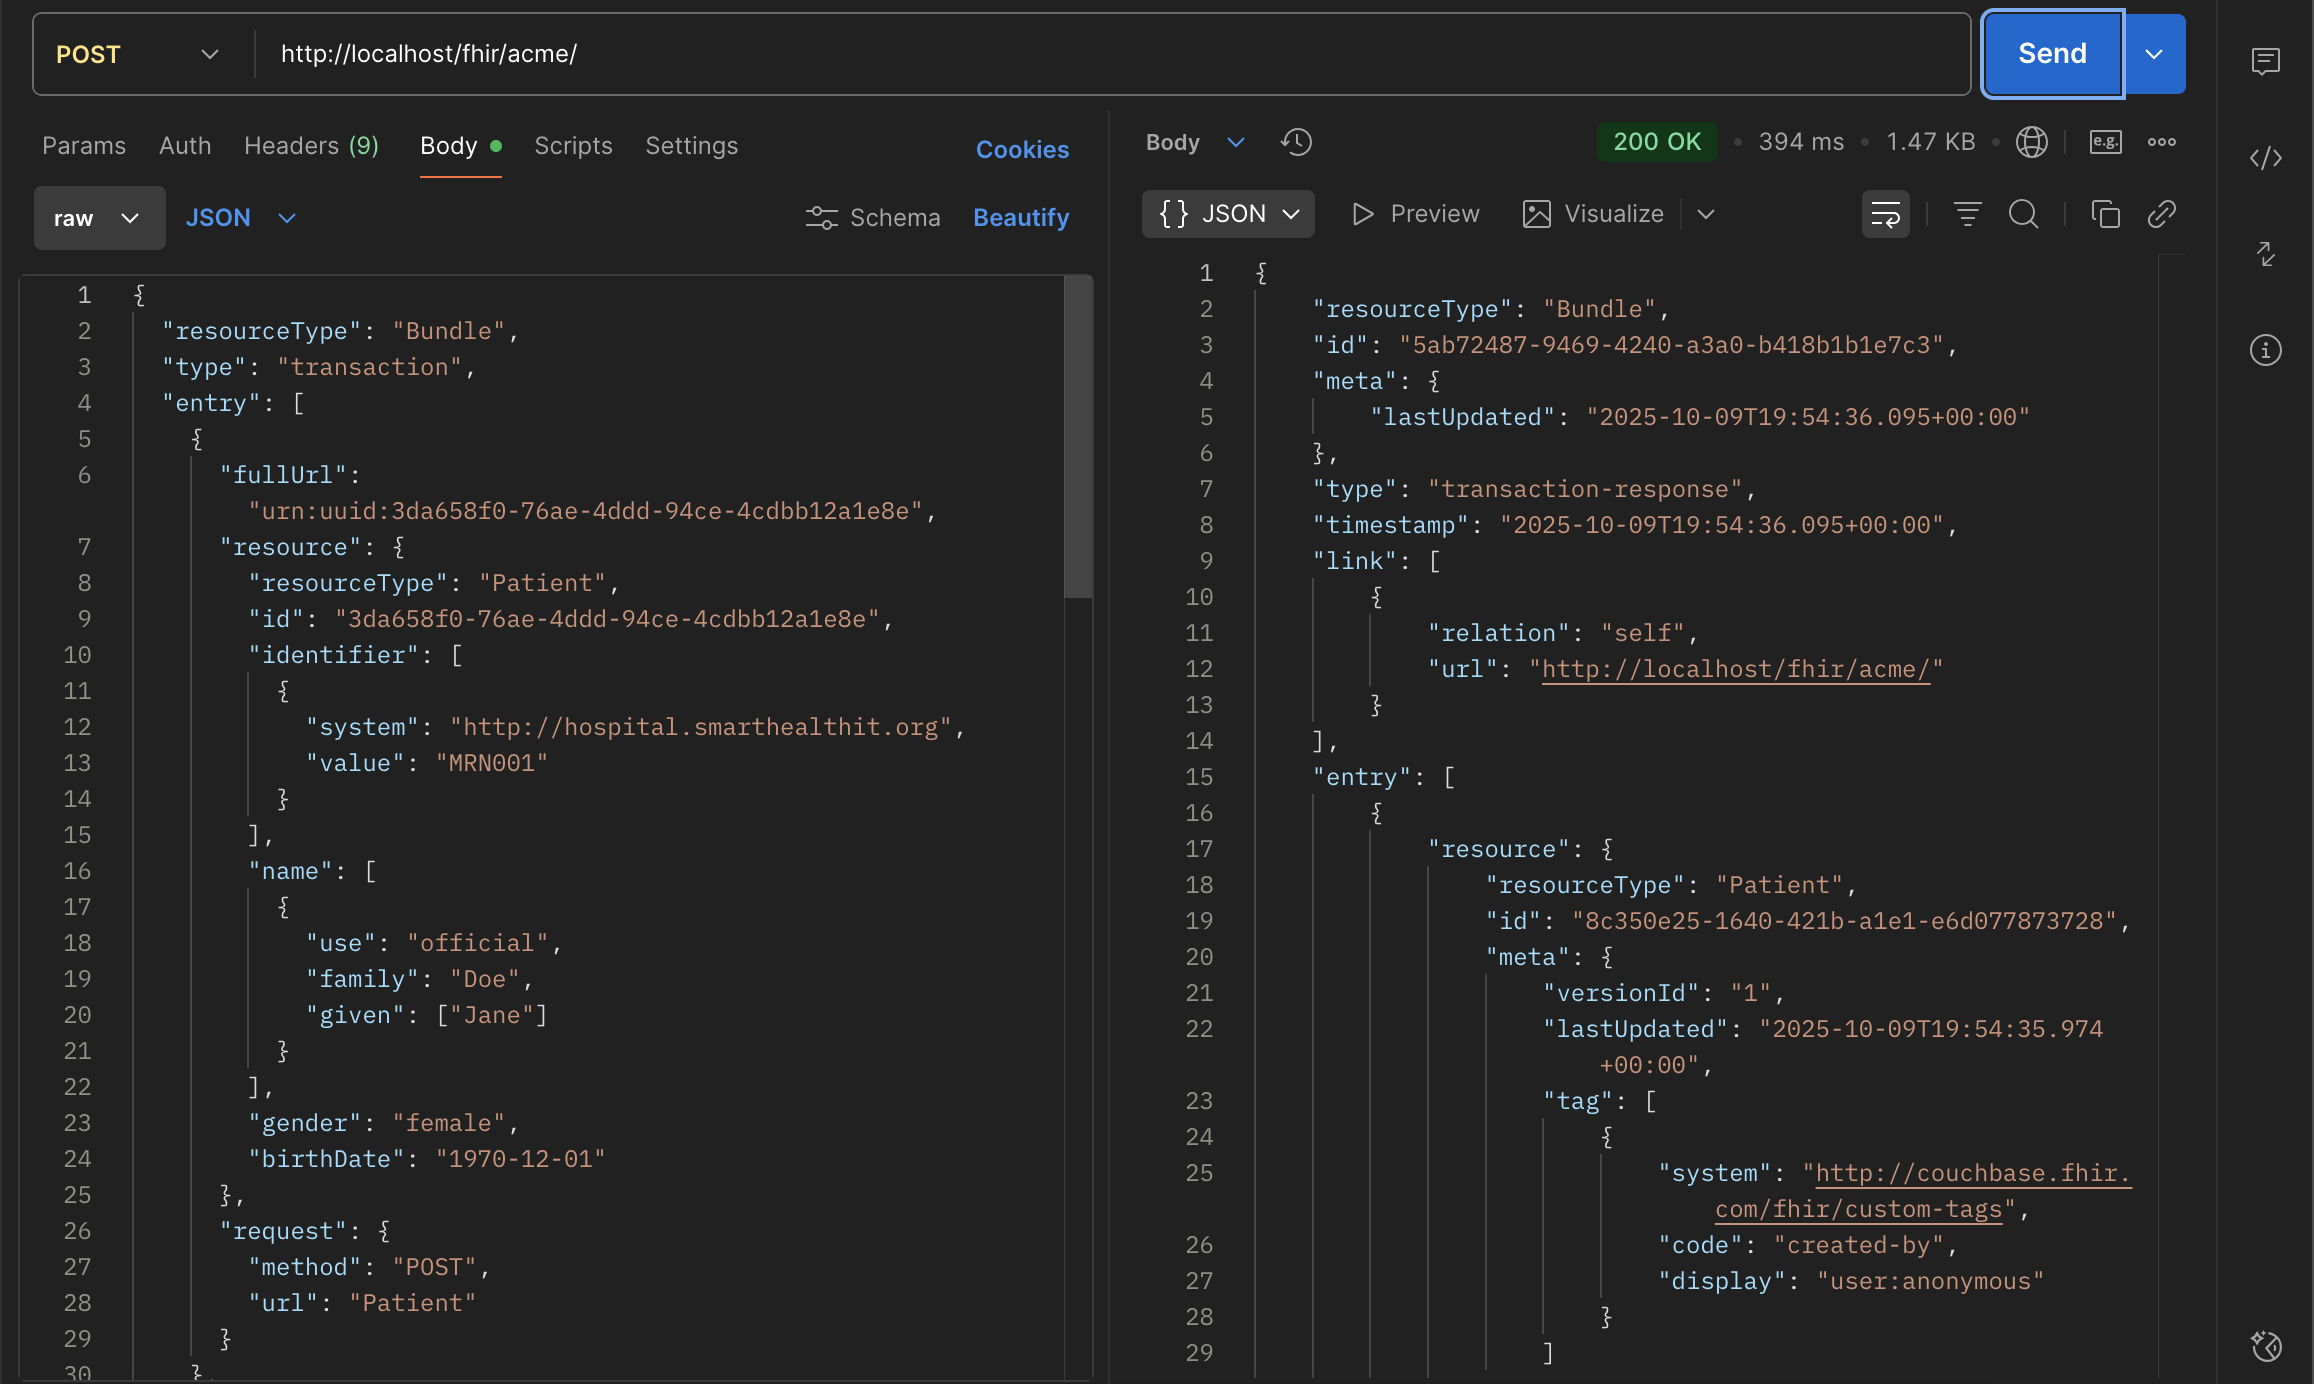 POST http://localhost/fhir/acme/ Send
Params Auth Headers (9) Body Scripts Settings Cookies
raw JSON Schema Beautify
1 {
2 "resourceType": "Bundle",
3 "type": "transaction",
4 "entry": [
5 {
6 "fullUrl":
"urn:uuid:3da658f0-76ae-4ddd-94ce-4cdbb12a1e8e",
7 "resource": {
8 "resourceType": "Patient",
9 "id": "3da658f0-76ae-4ddd-94ce-4cdbb12a1e8e",
10 "identifier": [
11 {
12 "system": "http://hospital.smarthealthit.org",
13 "value": "MRN001"
14 }
15 ],
16 "name": [
17 {
18 "use": "official",
19 "family": "Doe",
20 "given": ["Jane"]
21 }
22 ],
23 "gender": "female",
24 "birthDate": "1970-12-01"
25 },
26 "request": {
27 "method": "POST",
28 "url": "Patient"
29 }
30 }
Body 200 OK • 394 ms • 1.47 KB • e.g.
{} JSON Preview Visualize
1 {
2 "resourceType": "Bundle",
3 "id": "5ab72487-9469-4240-a3a0-b418b1b1e7c3",
4 "meta": {
5 "lastUpdated": "2025-10-09T19:54:36.095+00:00"
6 },
7 "type": "transaction-response",
8 "timestamp": "2025-10-09T19:54:36.095+00:00",
9 "link": [
10 {
11 "relation": "self",
12 "url": "http://localhost/fhir/acme/"
13 }
14 ],
15 "entry": [
16 {
17 "resource": {
18 "resourceType": "Patient",
19 "id": "8c350e25-1640-421b-a1e1-e6d077873728",
20 "meta": {
21 "versionId": "1",
22 "lastUpdated": "2025-10-09T19:54:35.974
+00:00",
23 "tag": [
24 {
25 "system": "http://couchbase.fhir.
com/fhir/custom-tags",
26 "code": "created-by",
27 "display": "user:anonymous"
28 }
29 ]